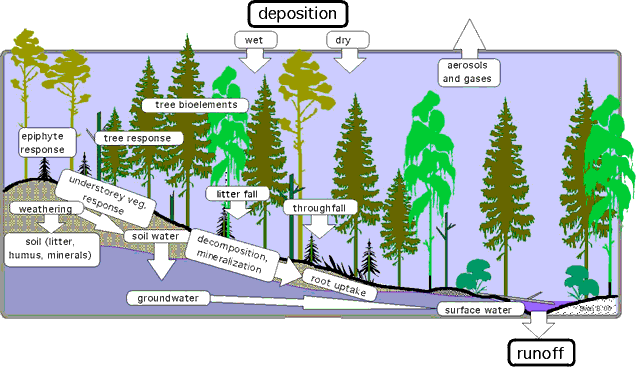 deposition
wet
dry
aerosols
and gases
tree bioelements
tree response
epiphyte
response
understorey veg,
response
litter fall
throughfall
weathering
soil water
soil (litter,
humus, minerals)
decomposition,
mineralization
root uptake
groundwater
surface water
runoff